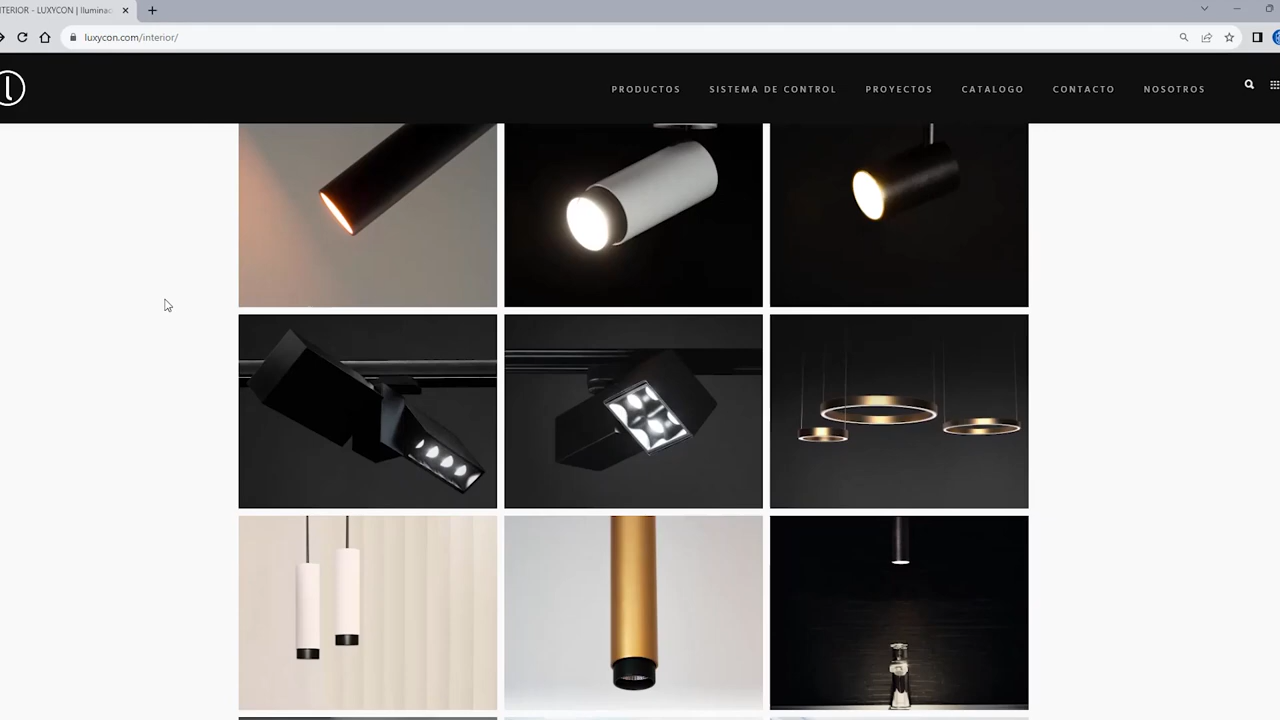 TERIOR - LUXYCON | Iluminac
luxycon.com/interior/
PRODUCTOS SISTEMA DE CONTROL PROYECTOS CATALOGO CONTACTO NOSOTROS